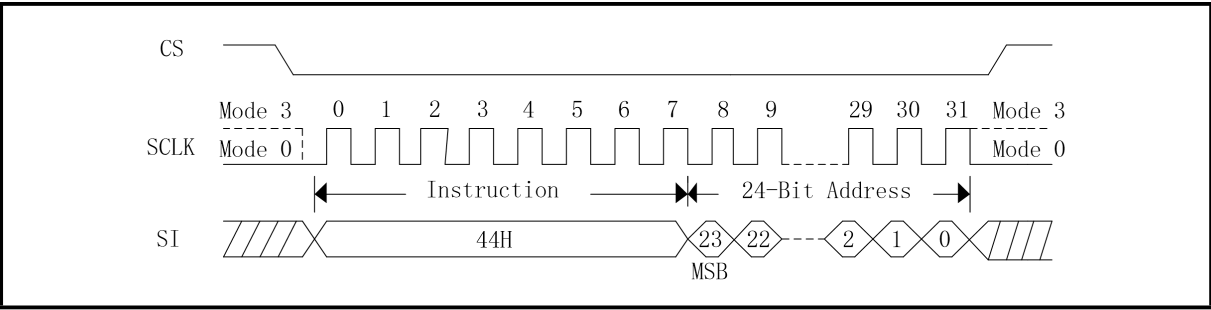 CS
Mode 3 0 1 2 3 4 5 6 7 8 9 29 30 31 Mode 3
SCLK Mode 0 Mode 0
Instruction 24-Bit Address
SI 44H 23 22 2 1 0
MSB